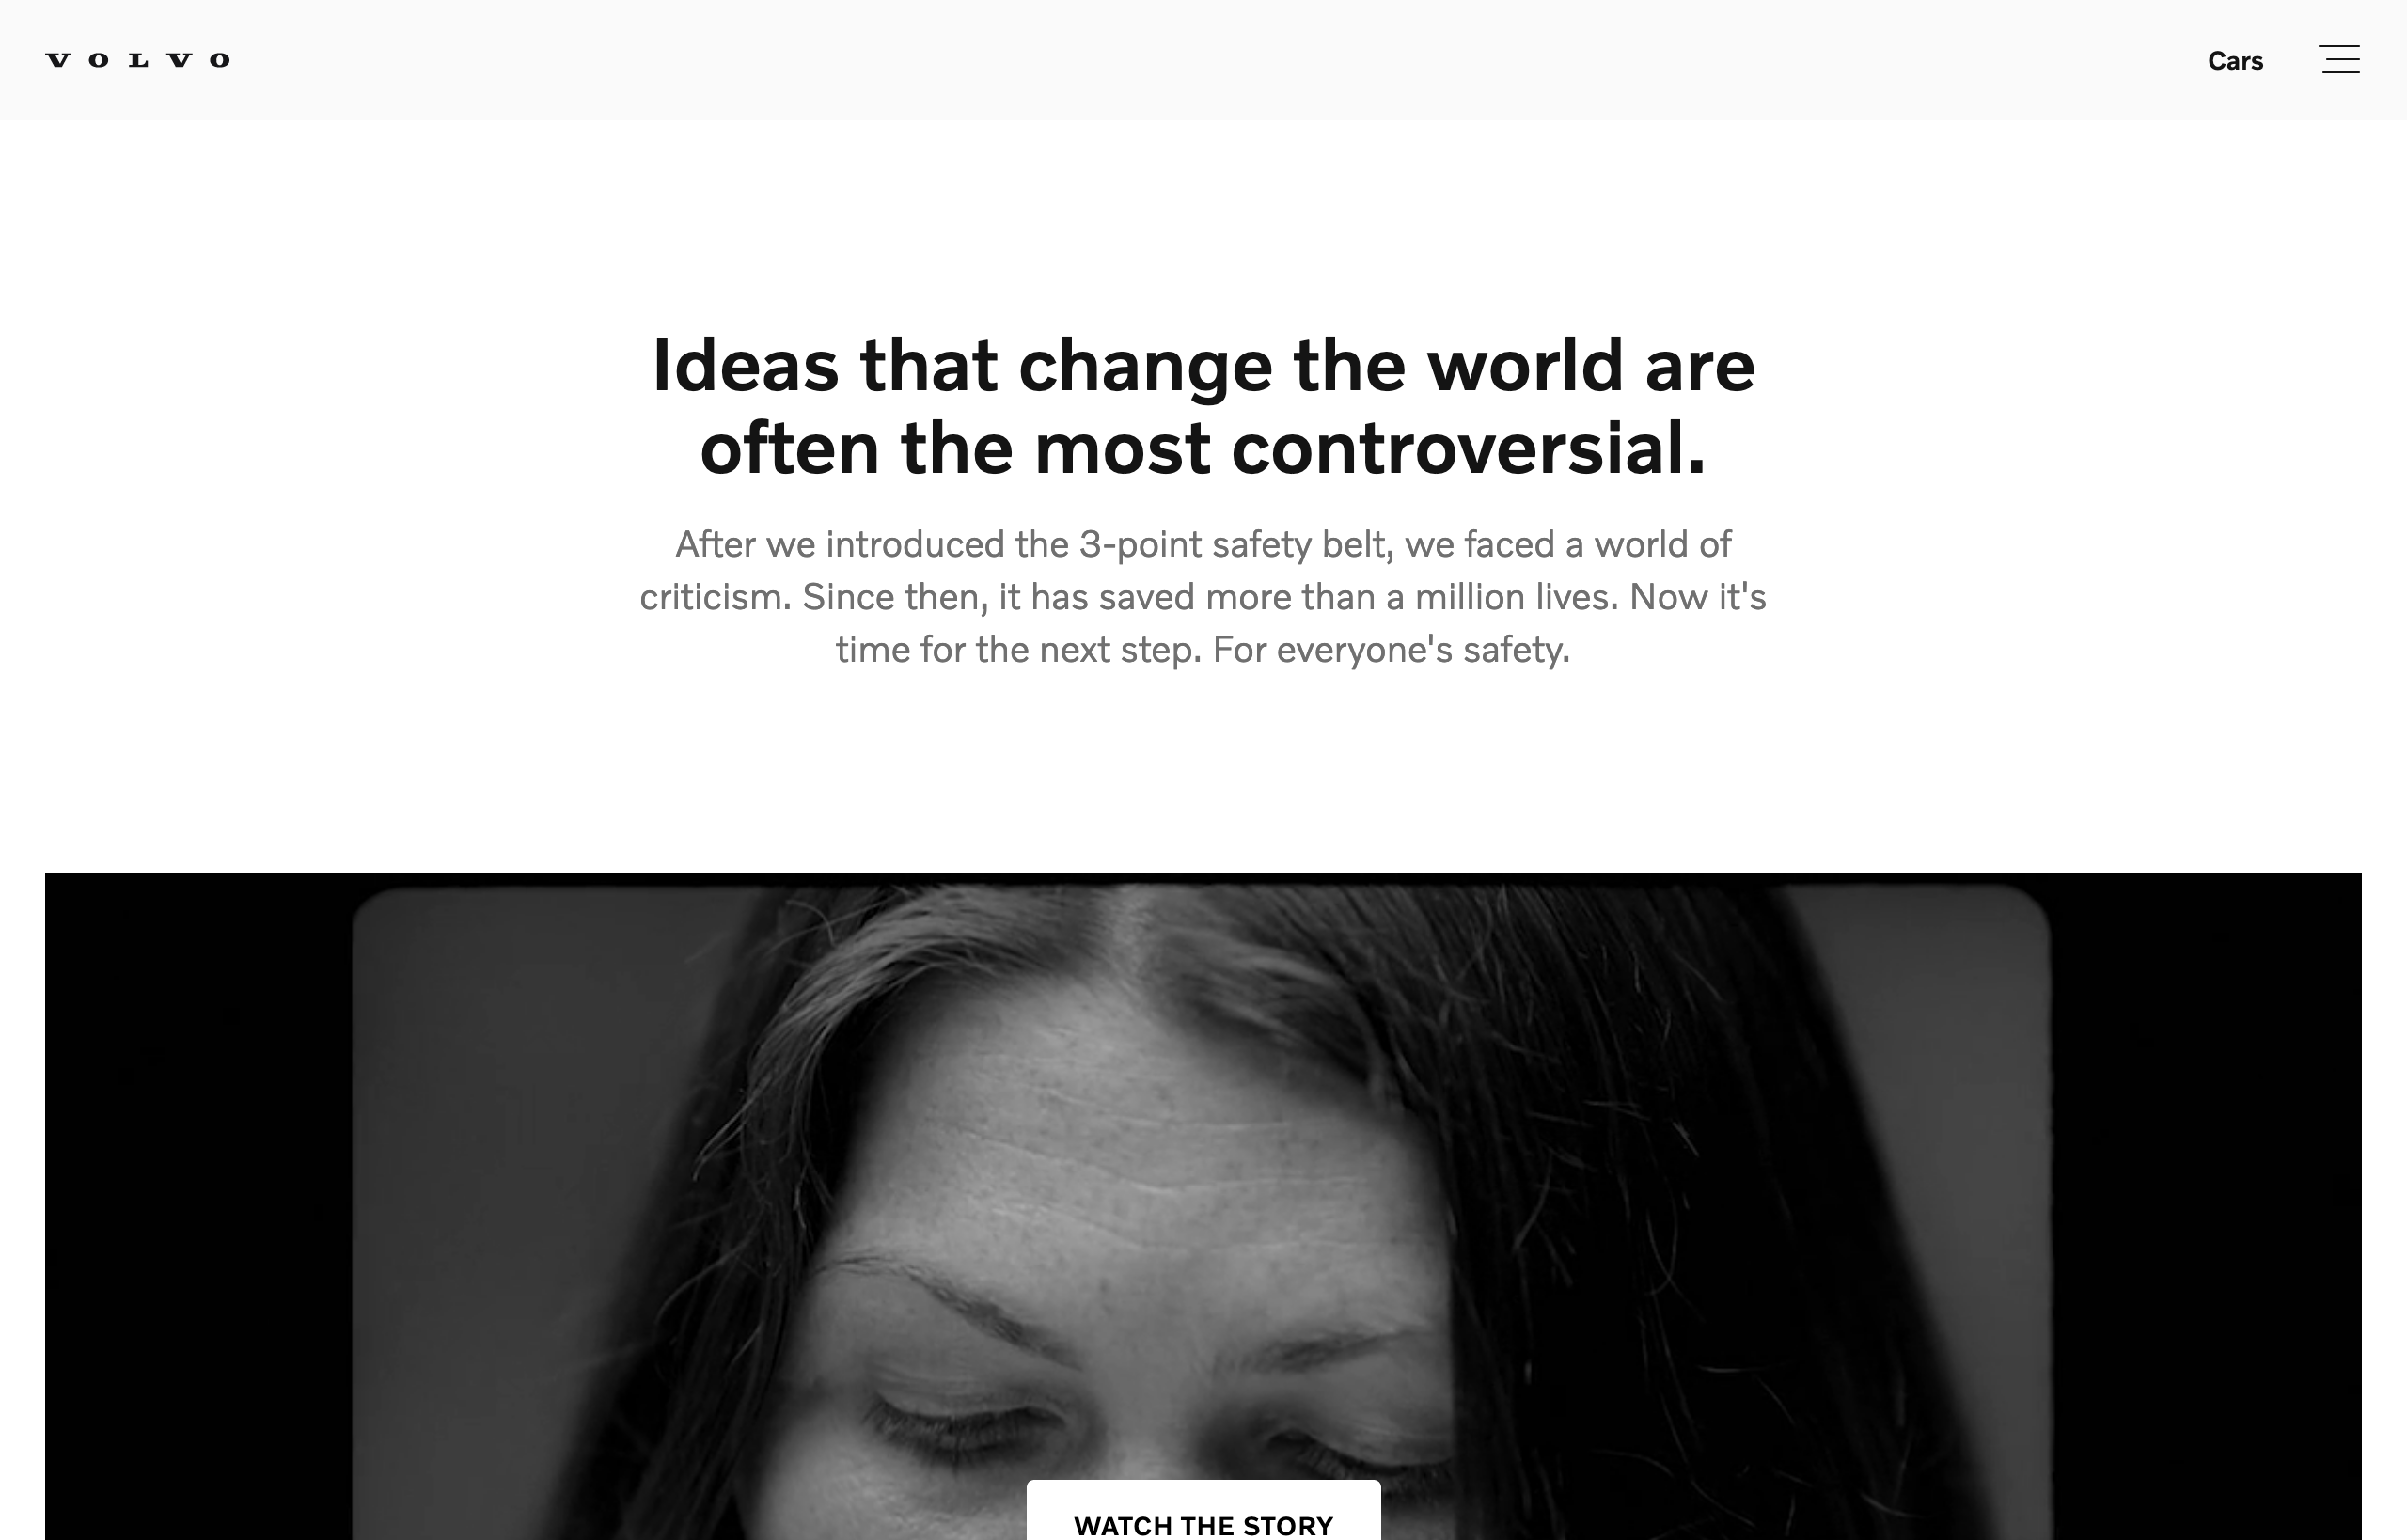 VOLVO
Cars
Ideas that change the world are
often the most controversial.
After we introduced the 3-point safety belt, we faced a world of
criticism. Since then, it has saved more than a million lives. Now it's
time for the next step. For everyone's safety.
WATCH THE STORY